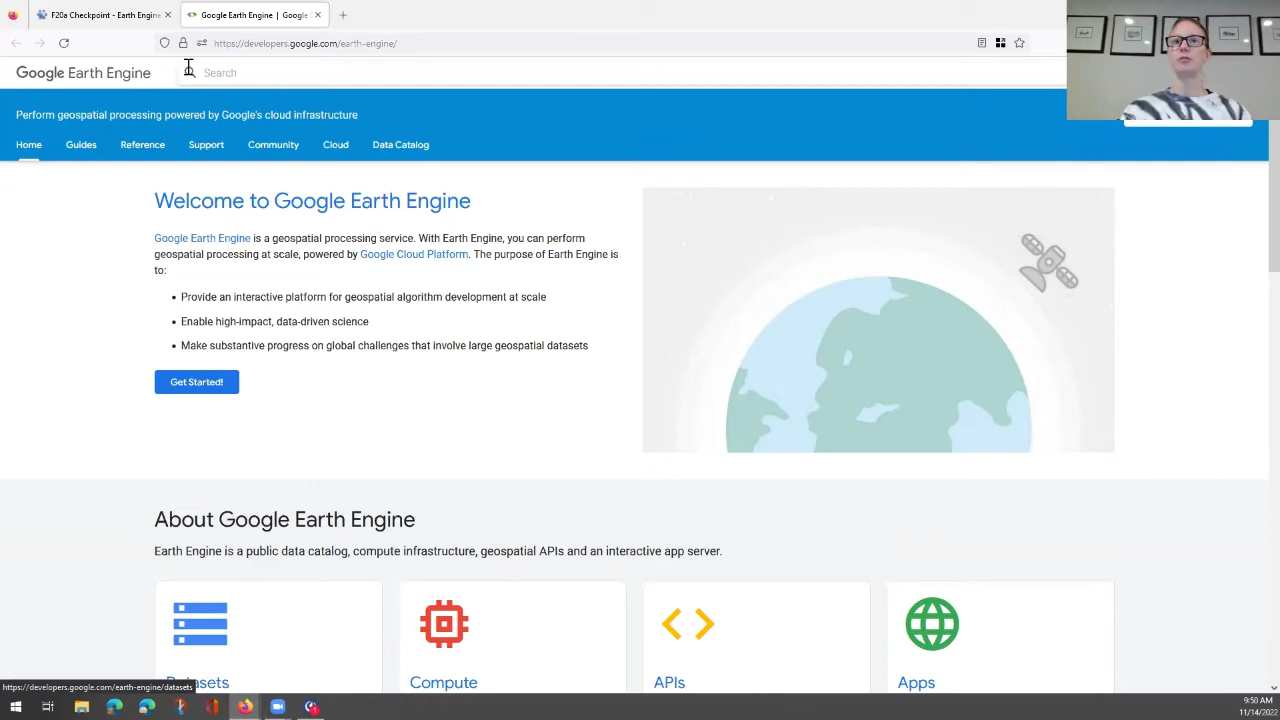 F20a Checkpoint - Earth Engine
Google Earth Engine | Google
https://developers.google.com/earth-engine/
Google Earth Engine
Search
Perform geospatial processing powered by Google's cloud infrastructure
Home Guides Reference Support Community Cloud Data Catalog
Welcome to Google Earth Engine
Google Earth Engine is a geospatial processing service. With Earth Engine, you can perform
geospatial processing at scale, powered by Google Cloud Platform. The purpose of Earth Engine is
to:
• Provide an interactive platform for geospatial algorithm development at scale
• Enable high-impact, data-driven science
• Make substantive progress on global challenges that involve large geospatial datasets
Get Started!
About Google Earth Engine
Earth Engine is a public data catalog, compute infrastructure, geospatial APIs and an interactive app server.
Datasets Compute APIs Apps
https://developers.google.com/earth-engine/datasets
9:50 AM
11/14/2022